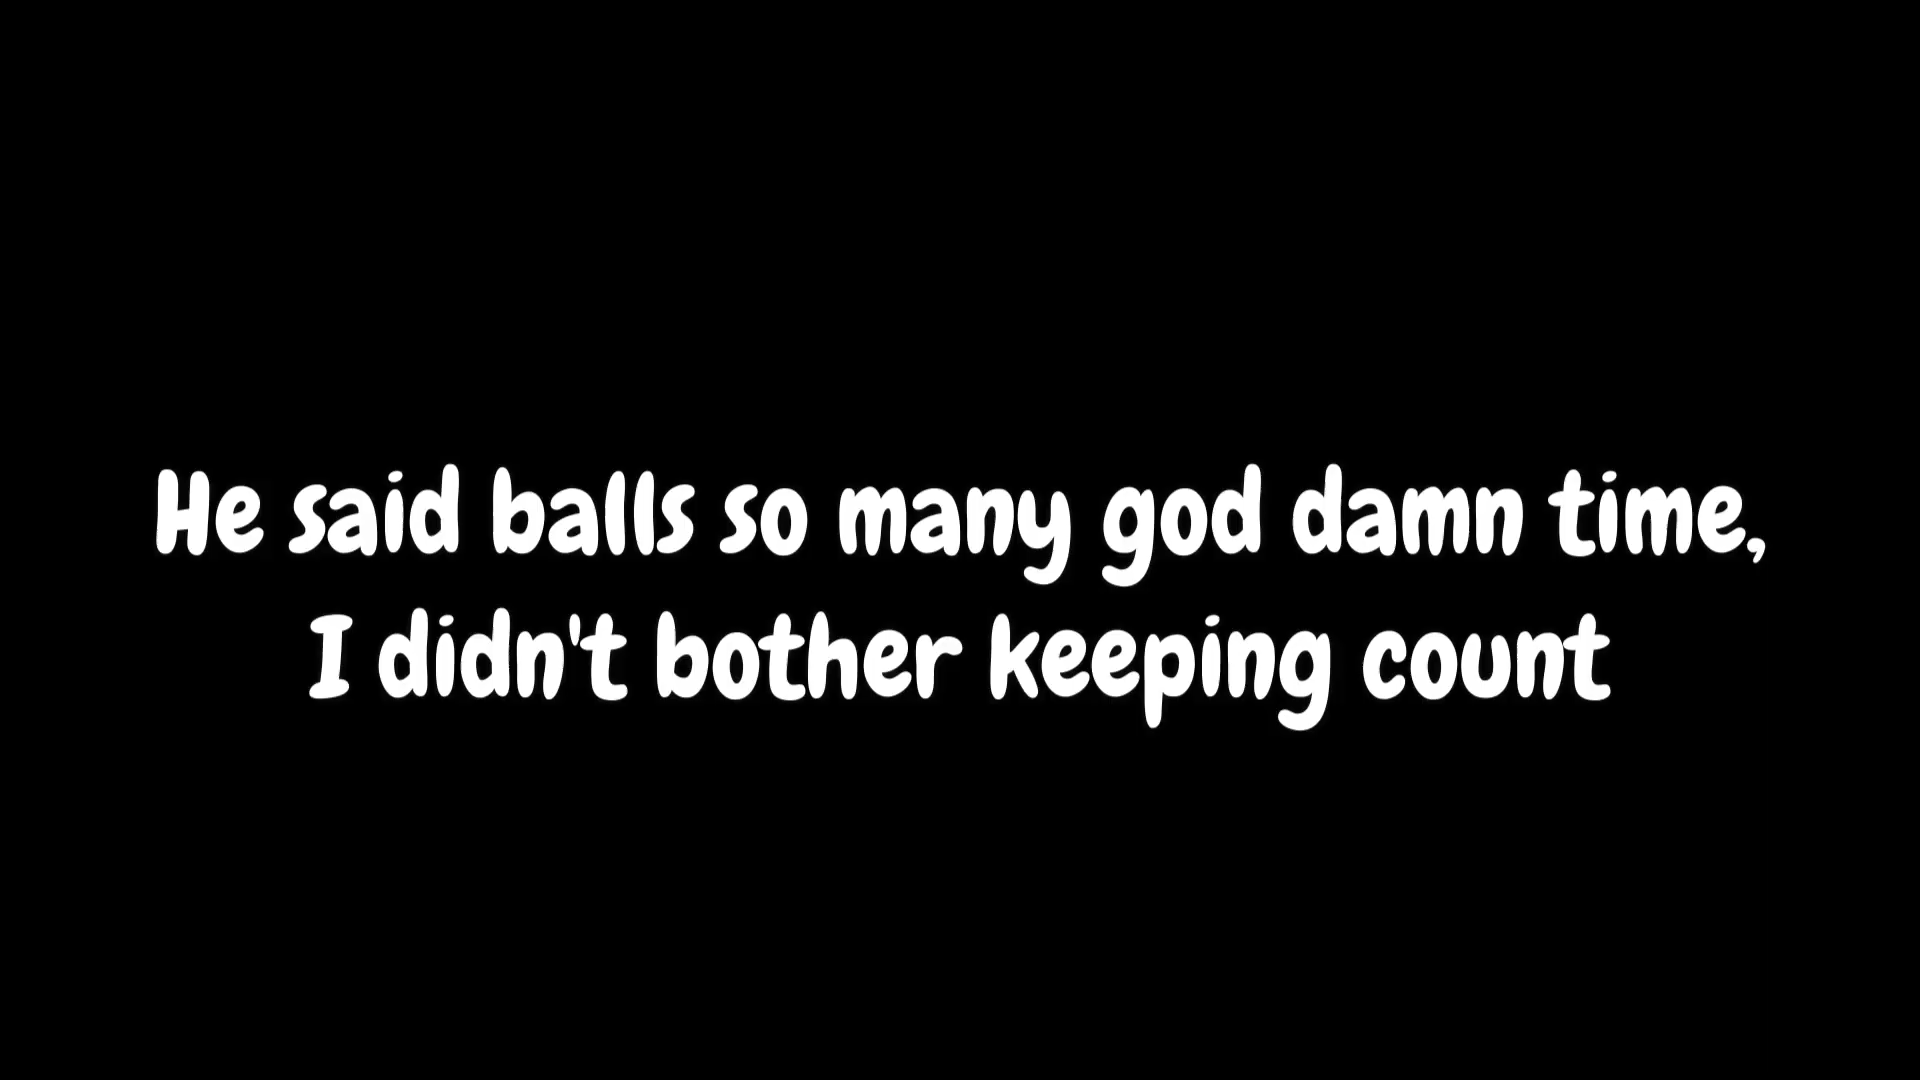 He said balls so many god damn time,
I didn't bother keeping count